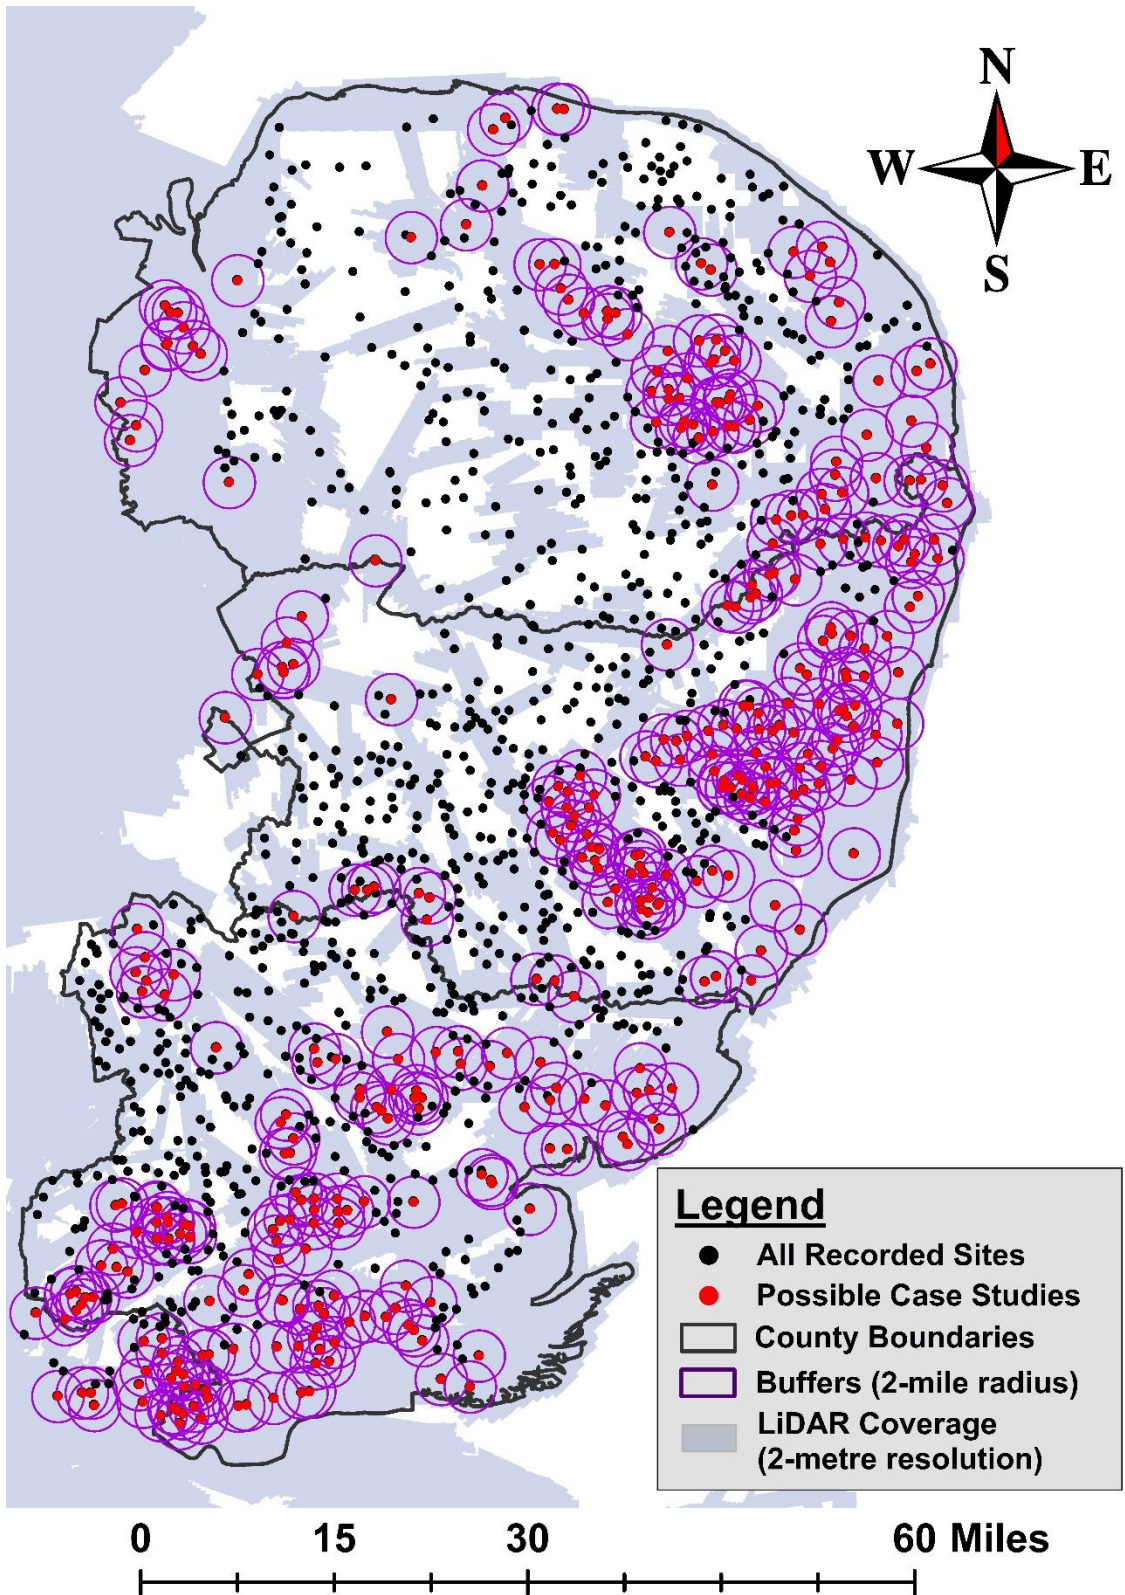 N
W E
S
Legend
All Recorded Sites
Possible Case Studies
County Boundaries
Buffers (2-mile radius)
LiDAR Coverage
(2-metre resolution)
0 15 30 60 Miles